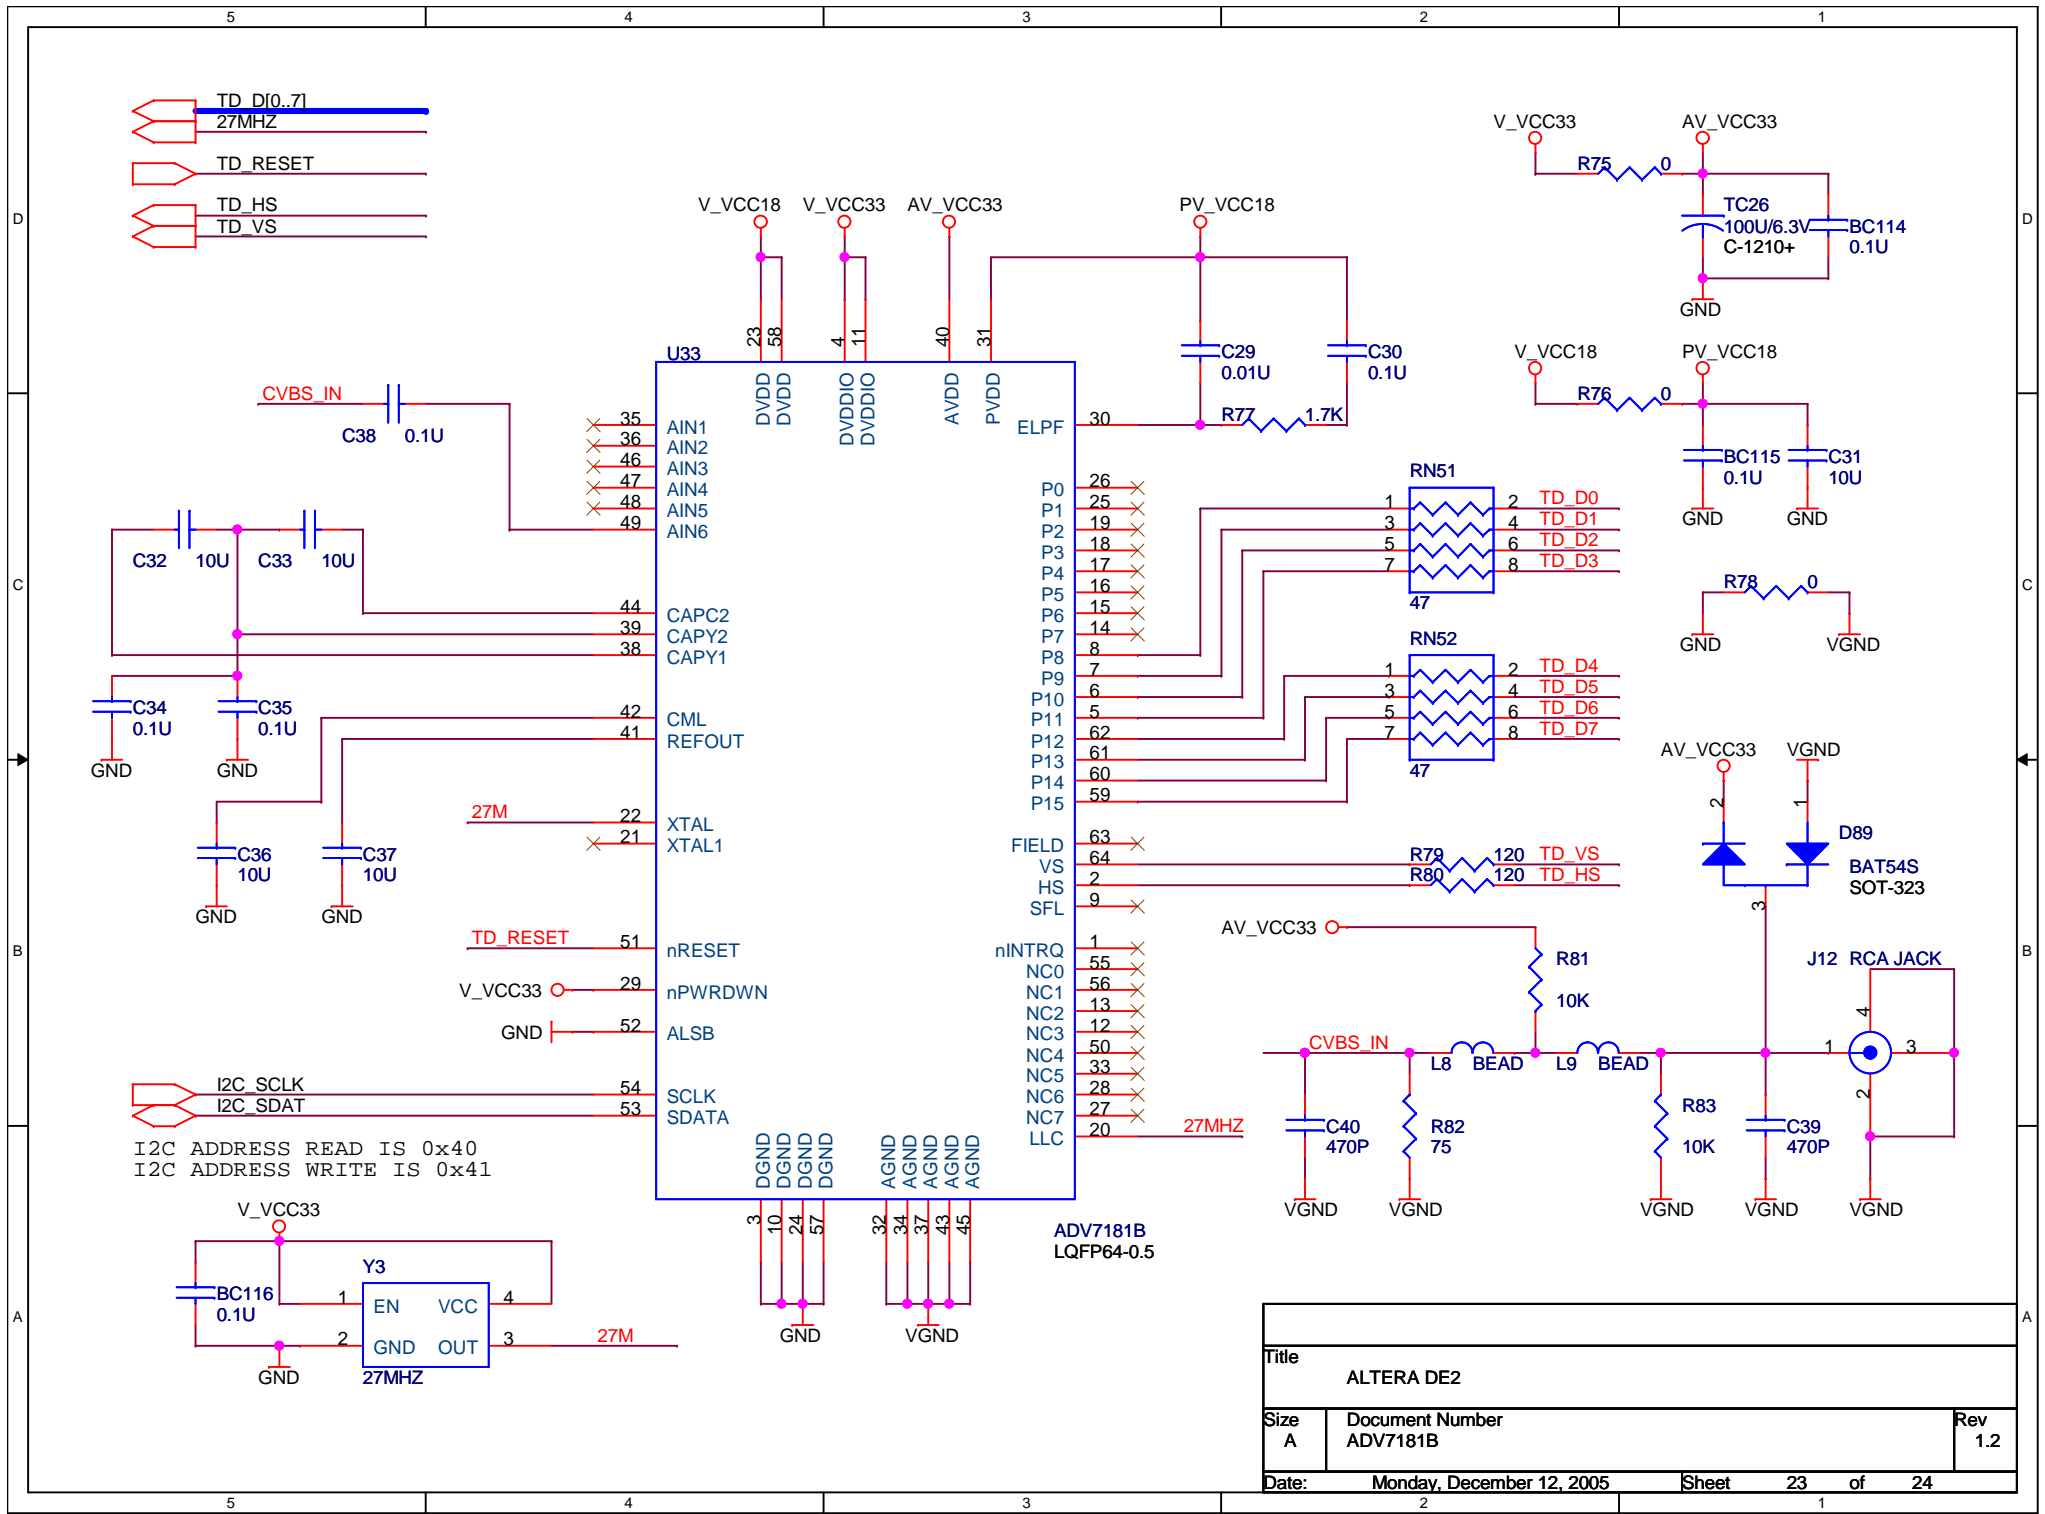 5 4 3 2 1
D
C
B
A
TD_D[0..7]
27MHZ
TD_RESET
TD_HS
TD_VS
V_VCC18 V_VCC33 AV_VCC33 PV_VCC18
V_VCC33 AV_VCC33
R75 0
TC26
100U/6.3V
C-1210+
BC114
0.1U
GND
V_VCC18 PV_VCC18
R76 0
BC115
0.1U
C31
10U
GND GND
R78 0
GND VGND
C29
0.01U
C30
0.1U
R77 1.7K
CVBS_IN
C38 0.1U
C32 10U C33 10U
C34
0.1U
C35
0.1U
GND GND
C36
10U
C37
10U
GND GND
27M
TD_RESET
V_VCC33
GND
I2C_SCLK
I2C_SDAT
I2C ADDRESS READ IS 0x40
I2C ADDRESS WRITE IS 0x41
U33
23 DVDD
58 DVDD
4 DVDDIO
11 DVDDIO
40 AVDD
31 PVDD
35 AIN1
36 AIN2
46 AIN3
47 AIN4
48 AIN5
49 AIN6
44 CAPC2
39 CAPY2
38 CAPY1
42 CML
41 REFOUT
22 XTAL
21 XTAL1
51 nRESET
29 nPWRDWN
52 ALSB
54 SCLK
53 SDATA
ELPF 30
P0 26
P1 25
P2 19
P3 18
P4 17
P5 16
P6 15
P7 14
P8 8
P9 7
P10 6
P11 5
P12 62
P13 61
P14 60
P15 59
FIELD 63
VS 64
HS 2
SFL 9
nINTRQ 1
NC0 55
NC1 56
NC2 13
NC3 12
NC4 50
NC5 33
NC6 28
NC7 27
LLC 20
27MHZ
DGND 3
DGND 10
DGND 24
DGND 57
AGND 32
AGND 34
AGND 37
AGND 43
AGND 45
GND VGND
ADV7181B
LQFP64-0.5
RN51
1 2 TD_D0
3 4 TD_D1
5 6 TD_D2
7 8 TD_D3
47
RN52
1 2 TD_D4
3 4 TD_D5
5 6 TD_D6
7 8 TD_D7
47
R79 120 TD_VS
R80 120 TD_HS
AV_VCC33 VGND
2 1
D89
BAT54S
SOT-323
3
AV_VCC33
R81
10K
J12 RCA JACK
4
1 3
2
CVBS_IN
L8 BEAD L9 BEAD
C40
470P
R82
75
R83
10K
C39
470P
VGND VGND VGND VGND VGND
V_VCC33
BC116
0.1U
Y3
1 EN VCC 4
2 GND OUT 3
27M
27MHZ
GND
Title
ALTERA DE2
Size
A
Document Number
ADV7181B
Rev
1.2
Date: Monday, December 12, 2005 Sheet 23 of 24
5 4 3 2 1
D
C
B
A